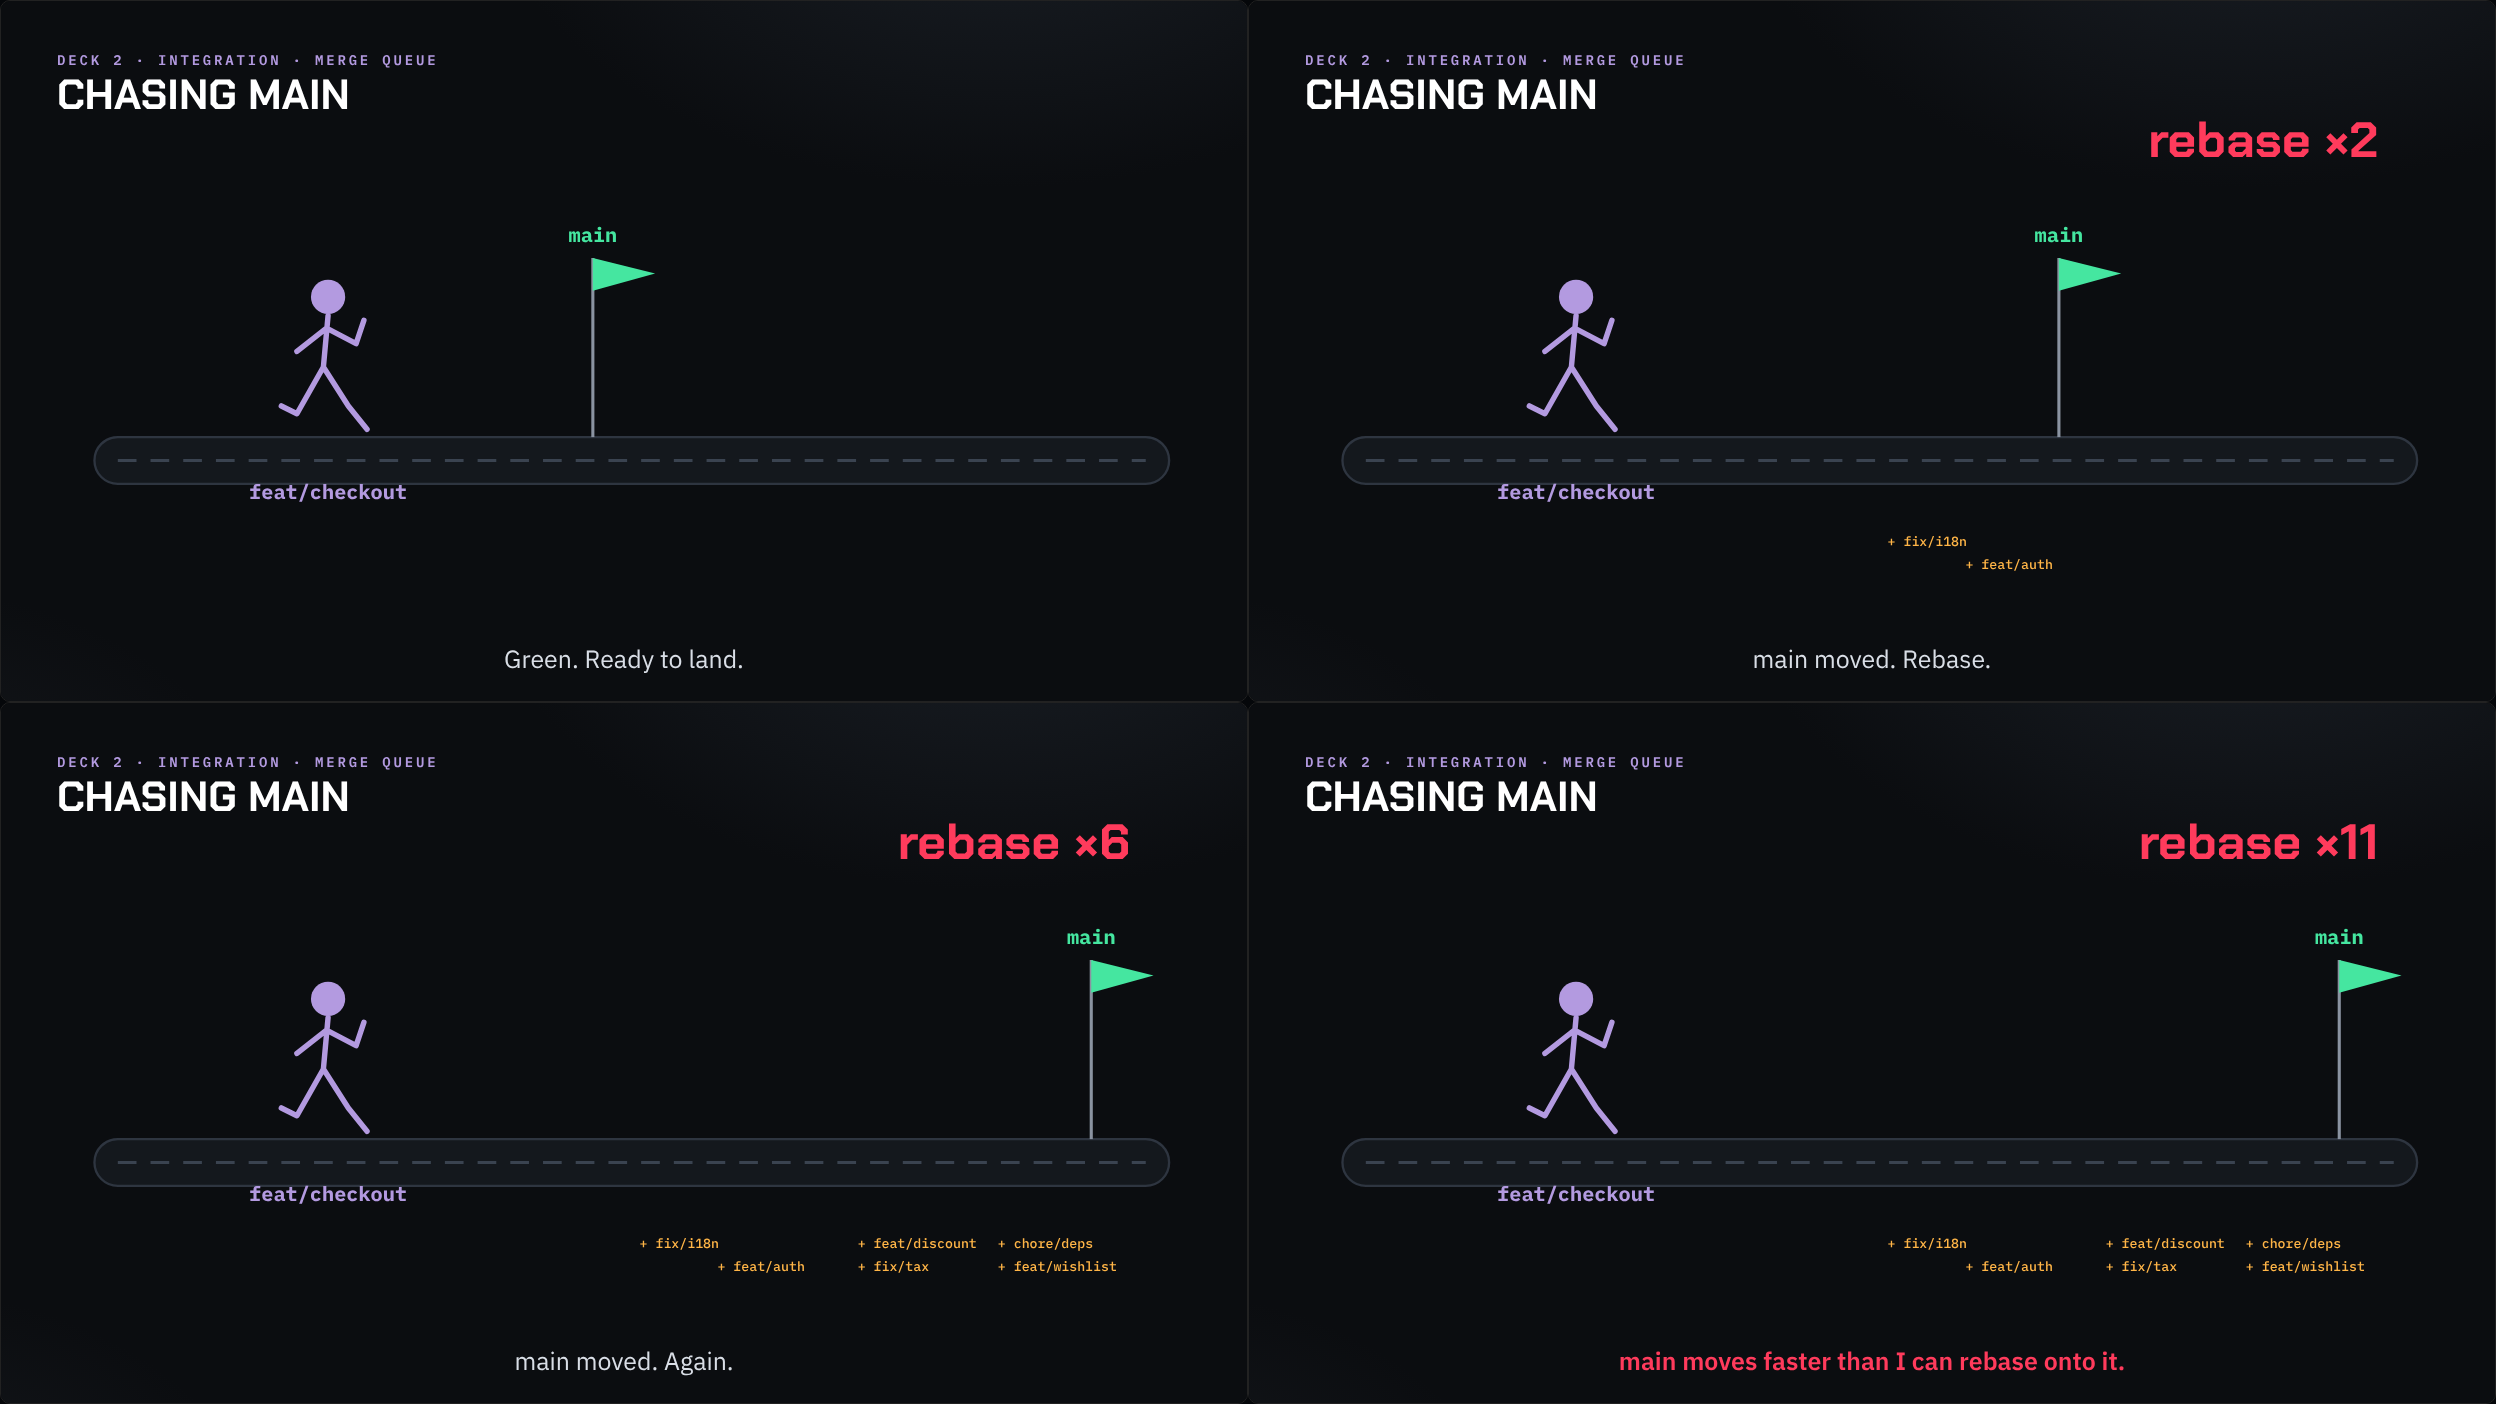 DECK 2 · INTEGRATION · MERGE QUEUE
CHASING MAIN
main
feat/checkout
Green. Ready to land.
DECK 2 · INTEGRATION · MERGE QUEUE
CHASING MAIN
rebase ×2
main
feat/checkout
+ fix/i18n
+ feat/auth
main moved. Rebase.
DECK 2 · INTEGRATION · MERGE QUEUE
CHASING MAIN
rebase ×6
main
feat/checkout
+ fix/i18n + feat/discount + chore/deps
+ feat/auth + fix/tax + feat/wishlist
main moved. Again.
DECK 2 · INTEGRATION · MERGE QUEUE
CHASING MAIN
rebase ×11
main
feat/checkout
+ fix/i18n + feat/discount + chore/deps
+ feat/auth + fix/tax + feat/wishlist
main moves faster than I can rebase onto it.